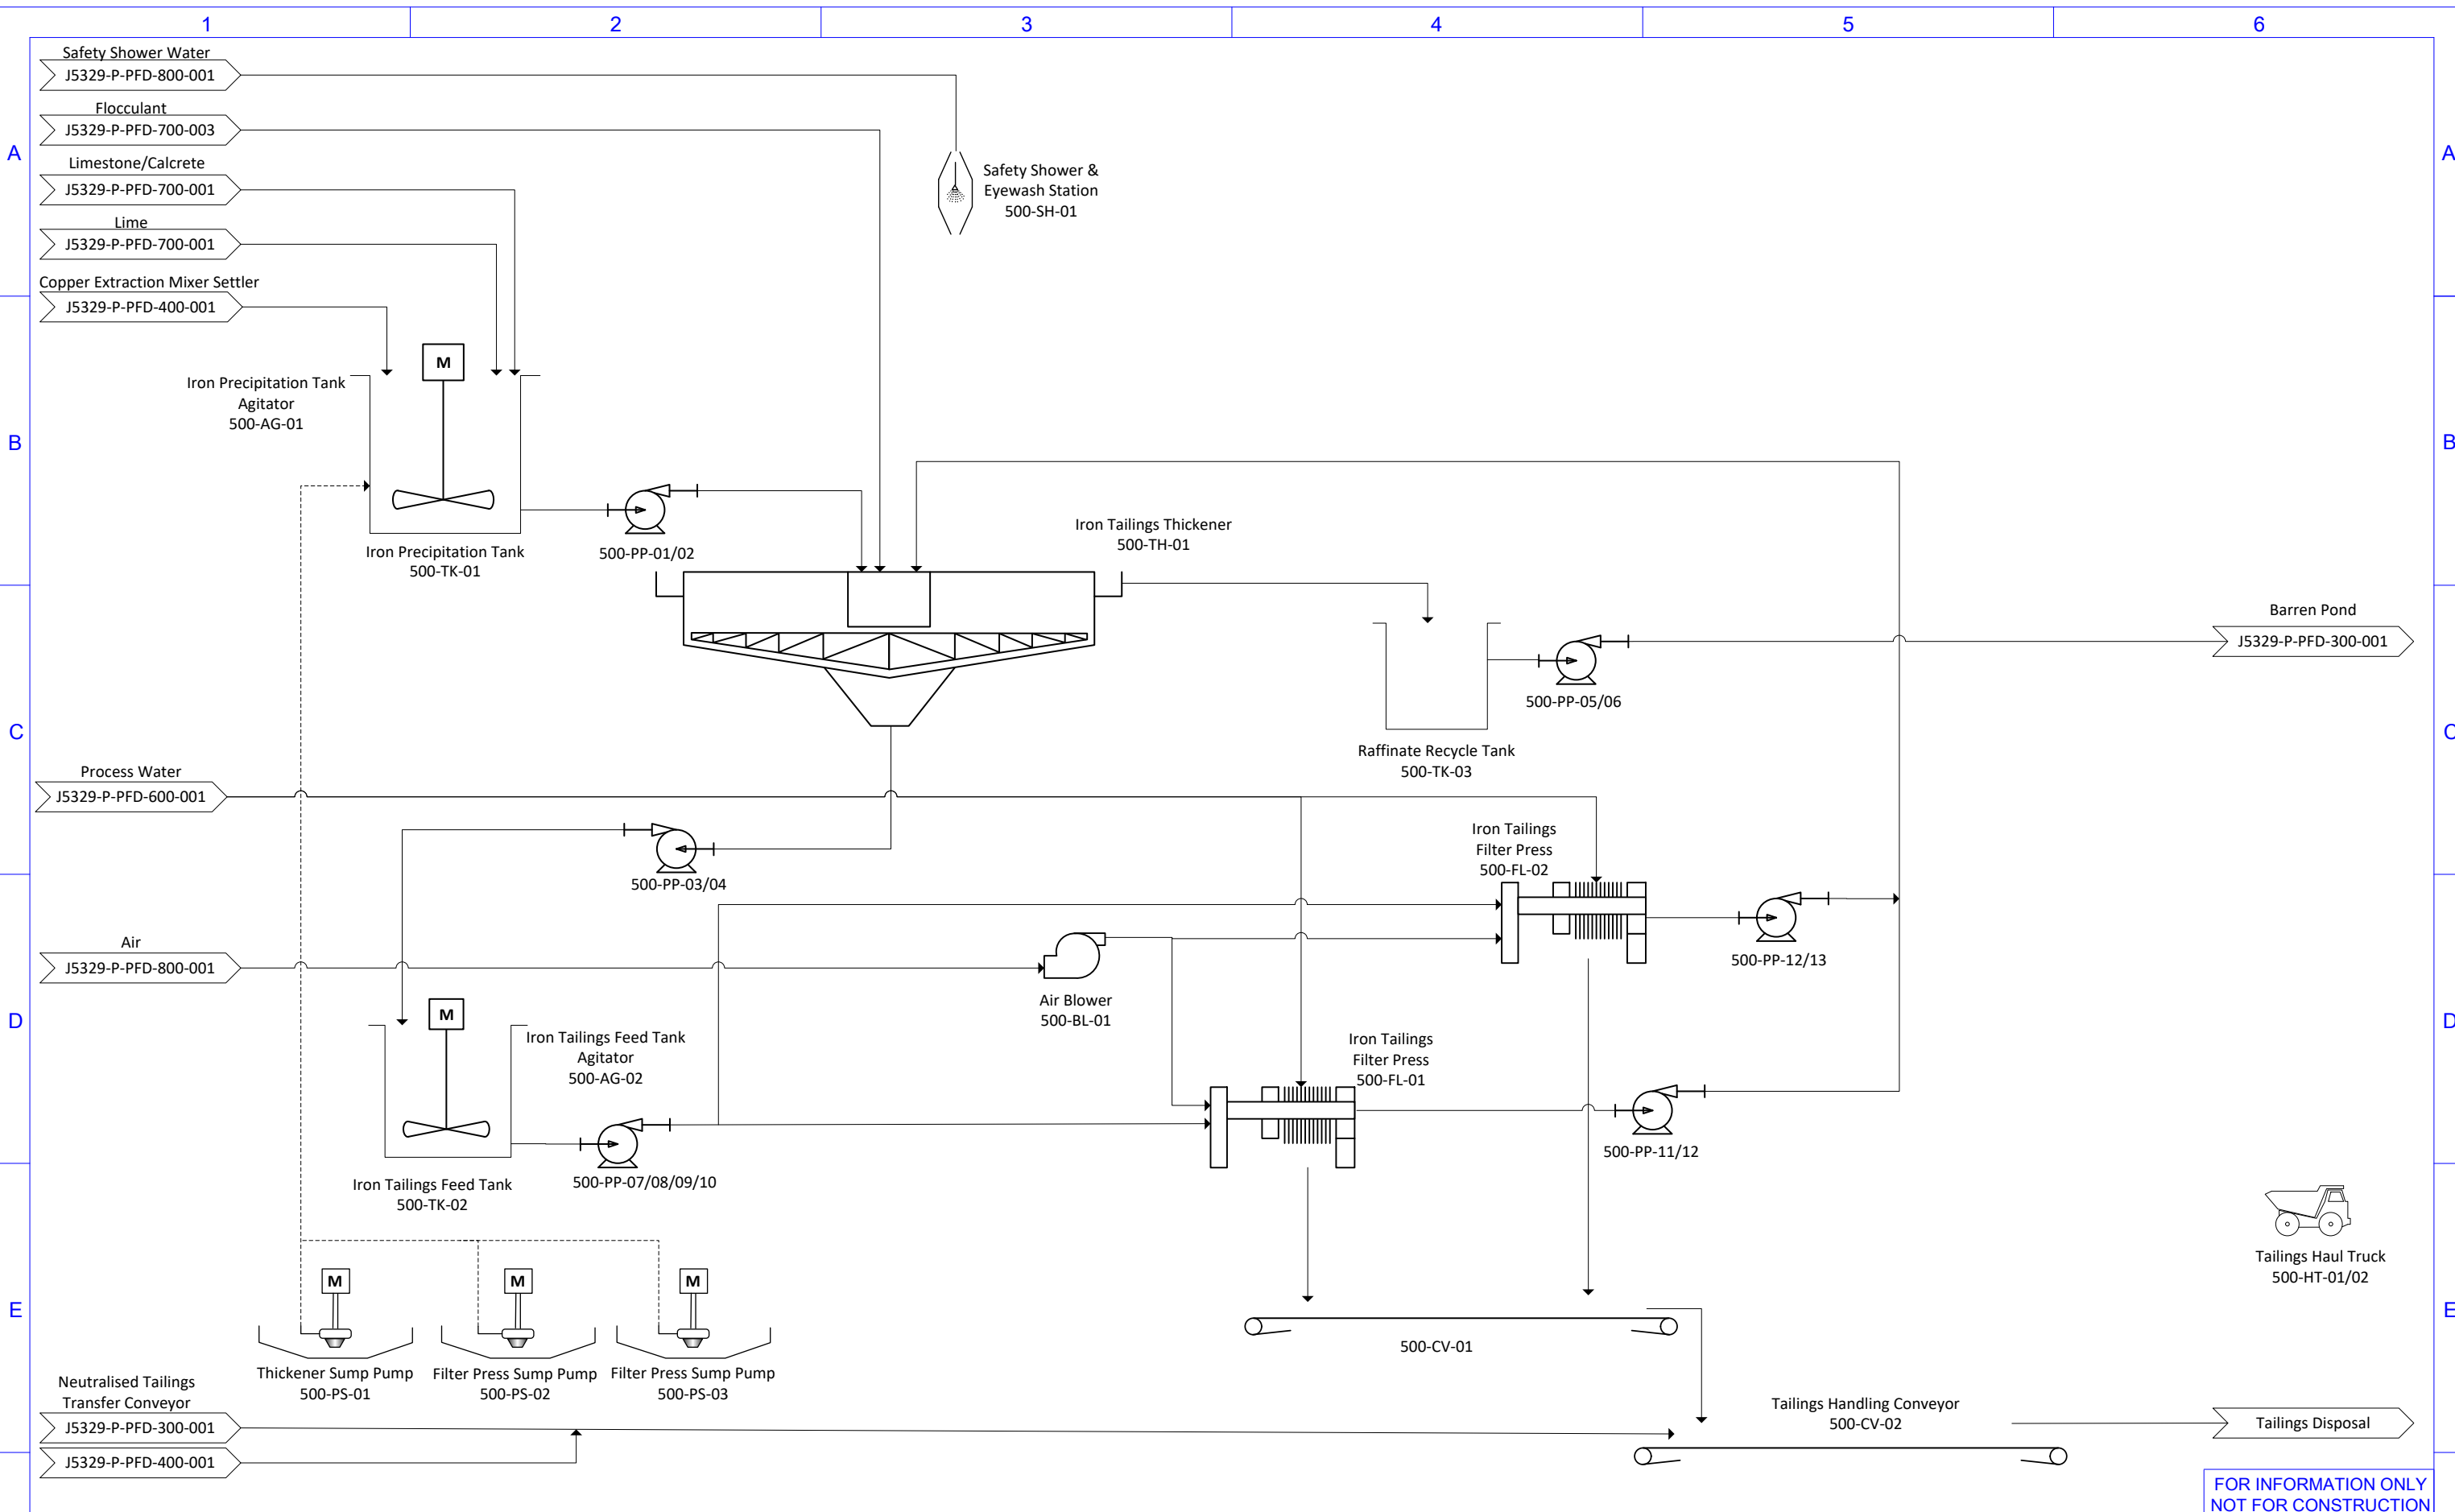 1
2
3
4
5
6
A
A
B
B
C
C
D
D
E
E
Safety Shower Water
J5329-P-PFD-800-001
Flocculant
J5329-P-PFD-700-003
Limestone/Calcrete
J5329-P-PFD-700-001
Lime
J5329-P-PFD-700-001
Copper Extraction Mixer Settler
J5329-P-PFD-400-001
Safety Shower &
Eyewash Station
500-SH-01
M
Iron Precipitation Tank
Agitator
500-AG-01
Iron Precipitation Tank
500-TK-01
500-PP-01/02
Iron Tailings Thickener
500-TH-01
Barren Pond
J5329-P-PFD-300-001
500-PP-05/06
Raffinate Recycle Tank
500-TK-03
Process Water
J5329-P-PFD-600-001
500-PP-03/04
Iron Tailings
Filter Press
500-FL-02
500-PP-12/13
Air
J5329-P-PFD-800-001
Air Blower
500-BL-01
M
Iron Tailings Feed Tank
Agitator
500-AG-02
Iron Tailings
Filter Press
500-FL-01
500-PP-11/12
Iron Tailings Feed Tank
500-TK-02
500-PP-07/08/09/10
Tailings Haul Truck
500-HT-01/02
M
M
M
Thickener Sump Pump
500-PS-01
Filter Press Sump Pump
500-PS-02
Filter Press Sump Pump
500-PS-03
500-CV-01
Neutralised Tailings
Transfer Conveyor
J5329-P-PFD-300-001
J5329-P-PFD-400-001
Tailings Handling Conveyor
500-CV-02
Tailings Disposal
FOR INFORMATION ONLY
NOT FOR CONSTRUCTION